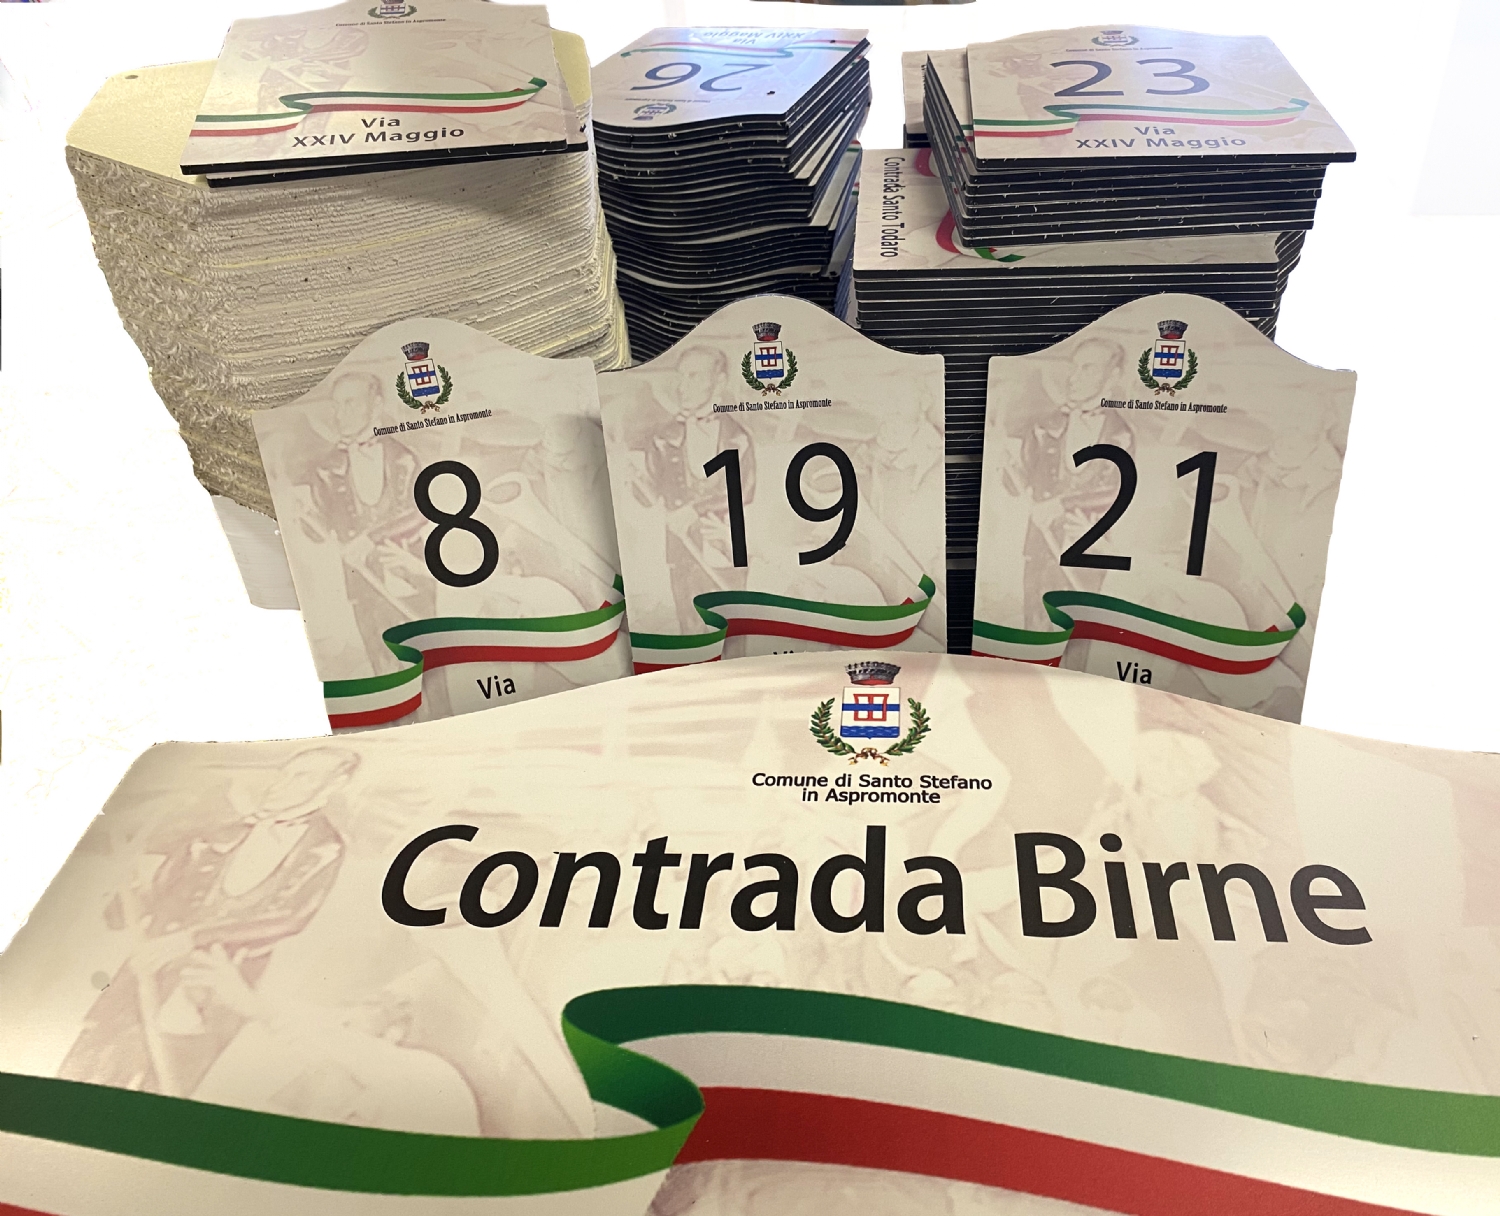 Comune di Santo Stefano in Aspromonte
Via
XXIV Maggio
26
Via
XXIV Maggio
23
Via
XXIV Maggio
Contrada Santo Todaro
Comune di Santo Stefano in Aspromonte
8
Via
Comune di Santo Stefano in Aspromonte
19
Comune di Santo Stefano in Aspromonte
21
Via
Comune di Santo Stefano
in Aspromonte
Contrada Birne